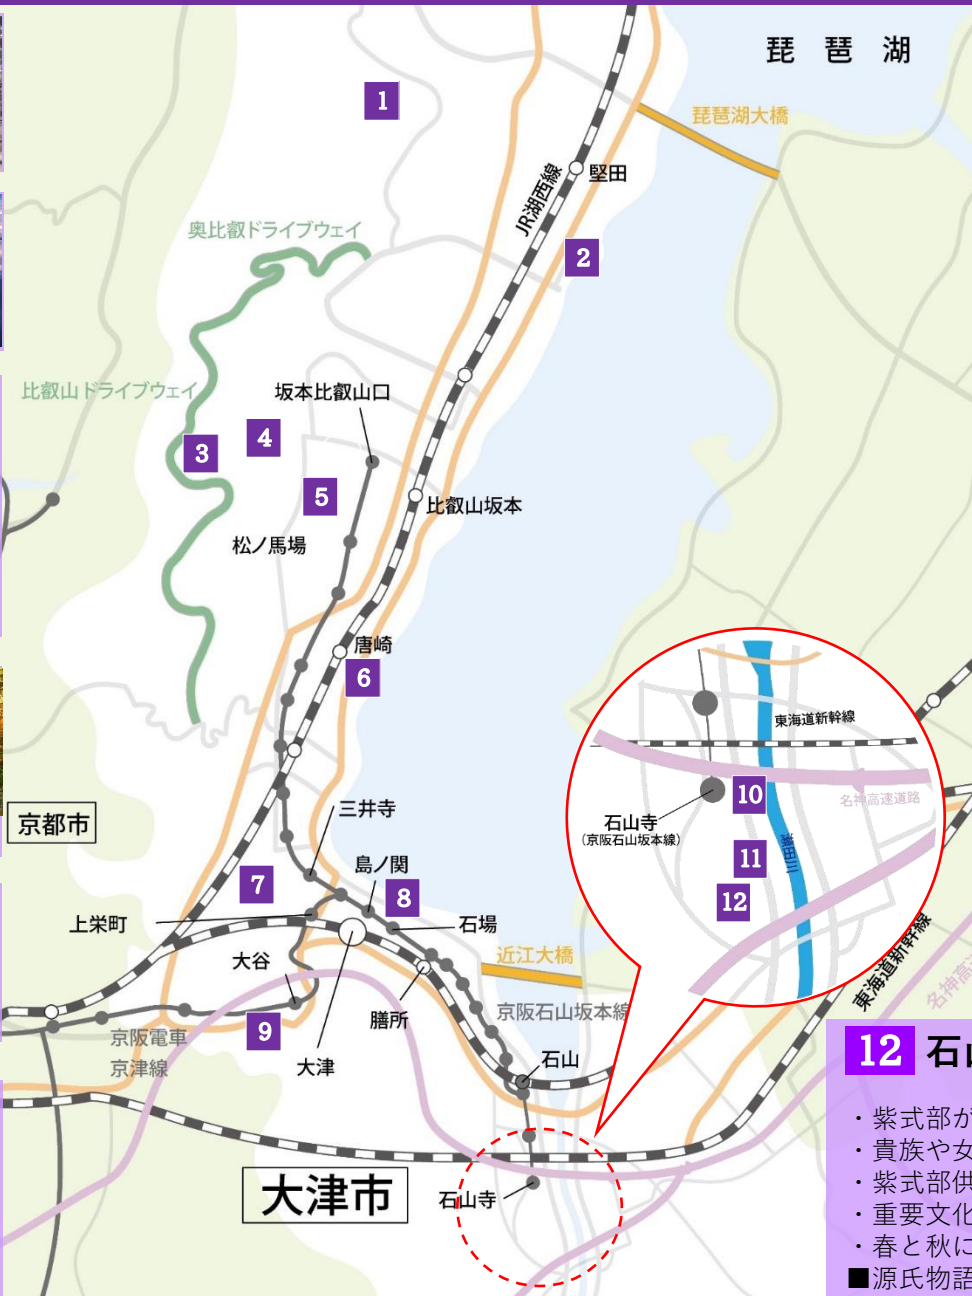 琵琶湖
1
琵琶湖大橋
堅田
JR湖西線
奥比叡ドライブウェイ
2
比叡山ドライブウェイ
坂本比叡山口
3
4
5
比叡山坂本
松ノ馬場
唐崎
6
東海道新幹線
京都市
三井寺
10
名神高速道路
石山寺
(京阪石山坂本線)
瀬田川
11
12
島ノ関
7
8
上栄町
石場
大谷
近江大橋
東海道新幹線
名神高
京阪石山坂本線
膳所
9
京阪電車
京津線
大津
石山
大津市
石山寺
12 石山
・紫式部が
・貴族や女
・紫式部供
・重要文化
・春と秋に
■源氏物語